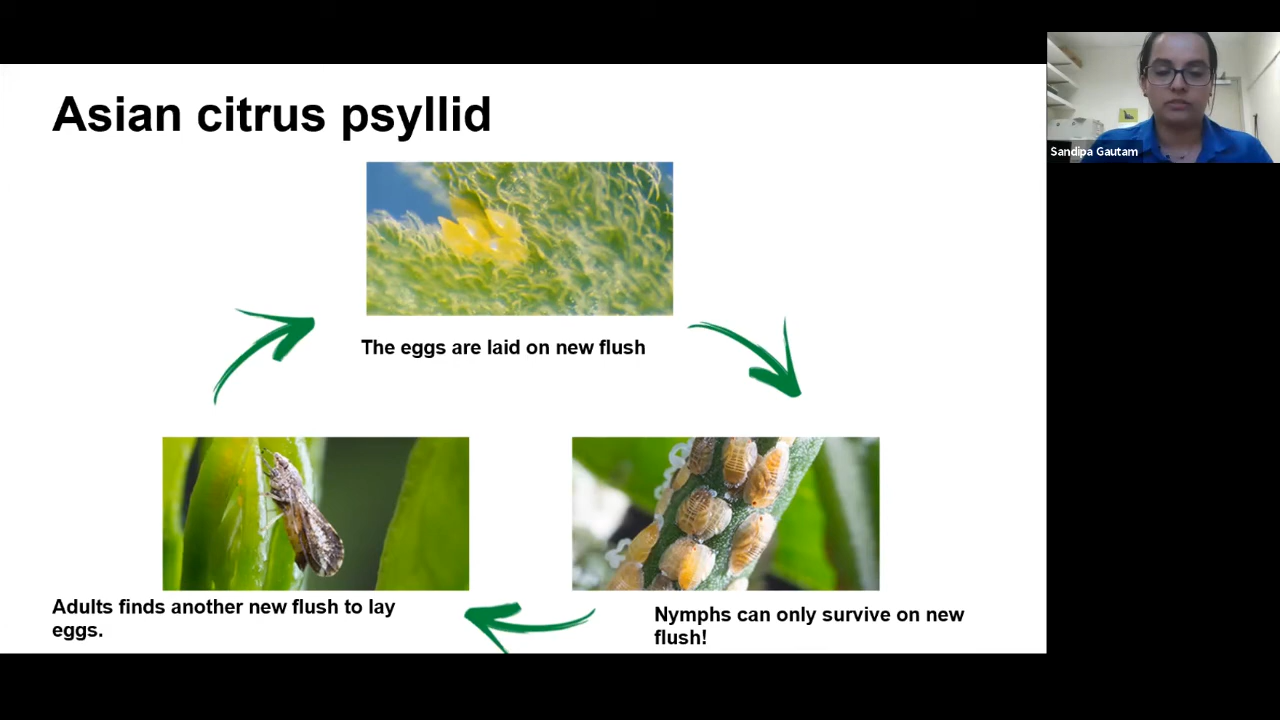 Asian citrus psyllid
Sandipa Gautam
The eggs are laid on new flush
Adults finds another new flush to lay
eggs.
Nymphs can only survive on new
flush!